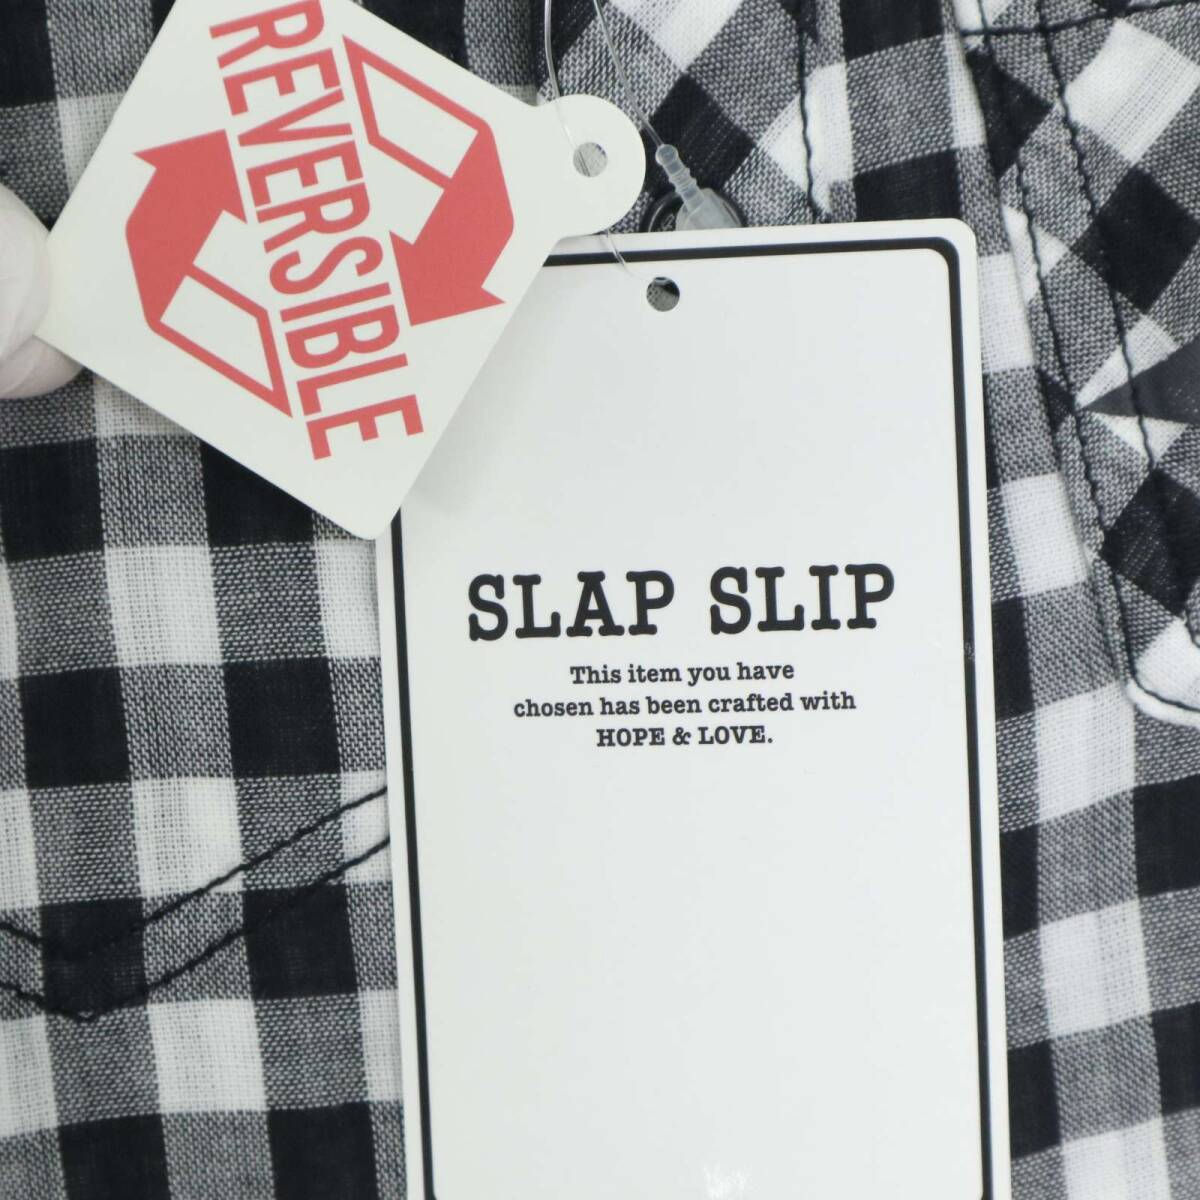 REVERSIBLE
SLAP SLIP
This item you have
chosen has been crafted with
HOPE & LOVE.